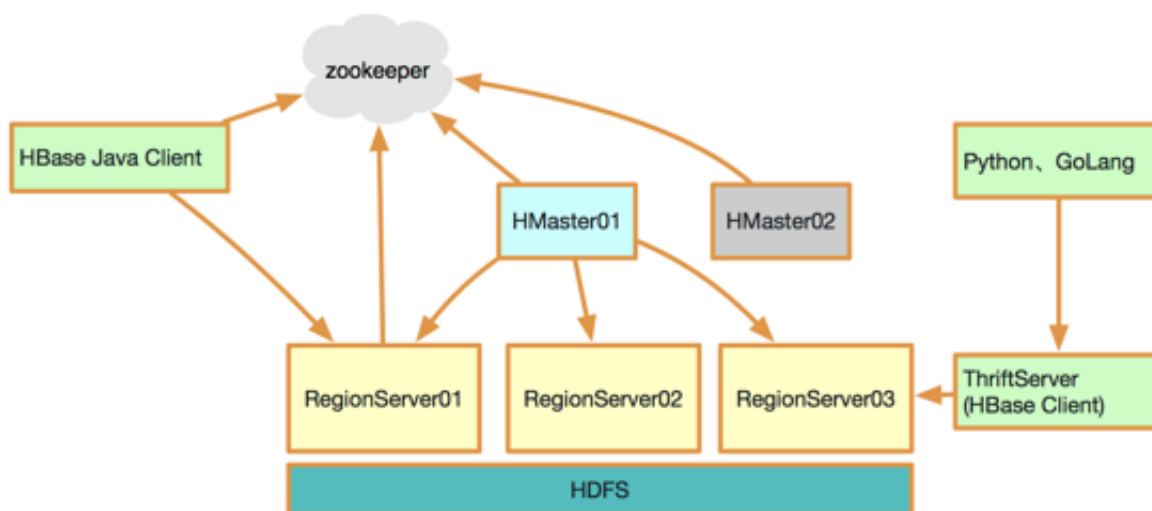 zookeeper
HBase Java Client
Python、GoLang
HMaster01
HMaster02
RegionServer01
RegionServer02
RegionServer03
ThriftServer
(HBase Client)
HDFS